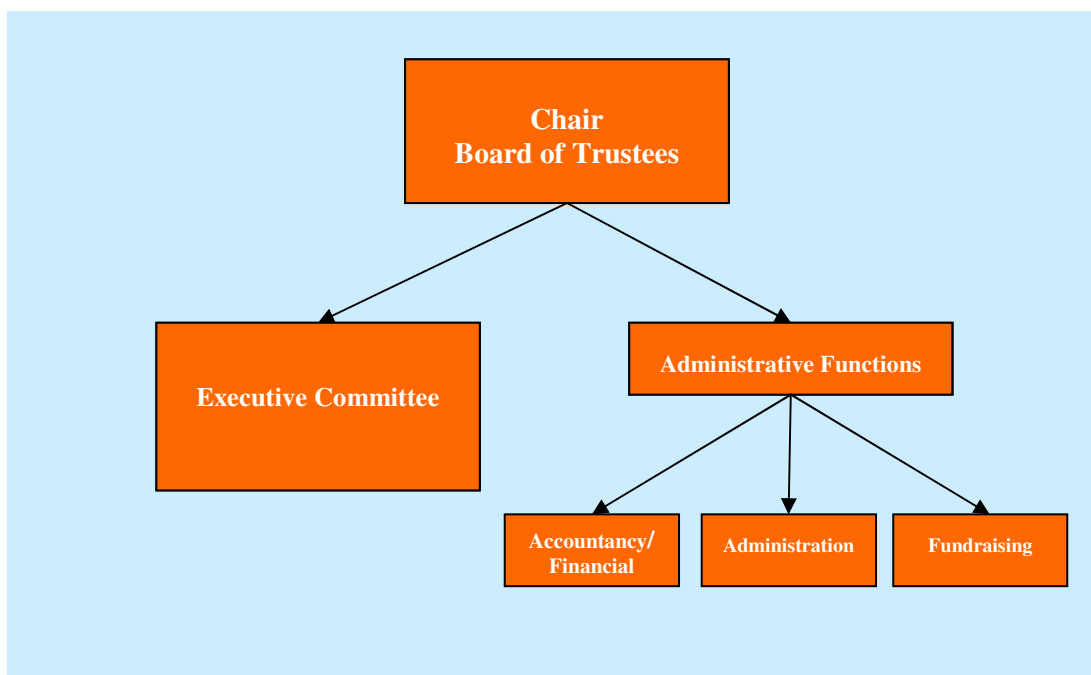 Chair
Board of Trustees
Executive Committee
Administrative Functions
Accountancy/
Financial
Administration
Fundraising